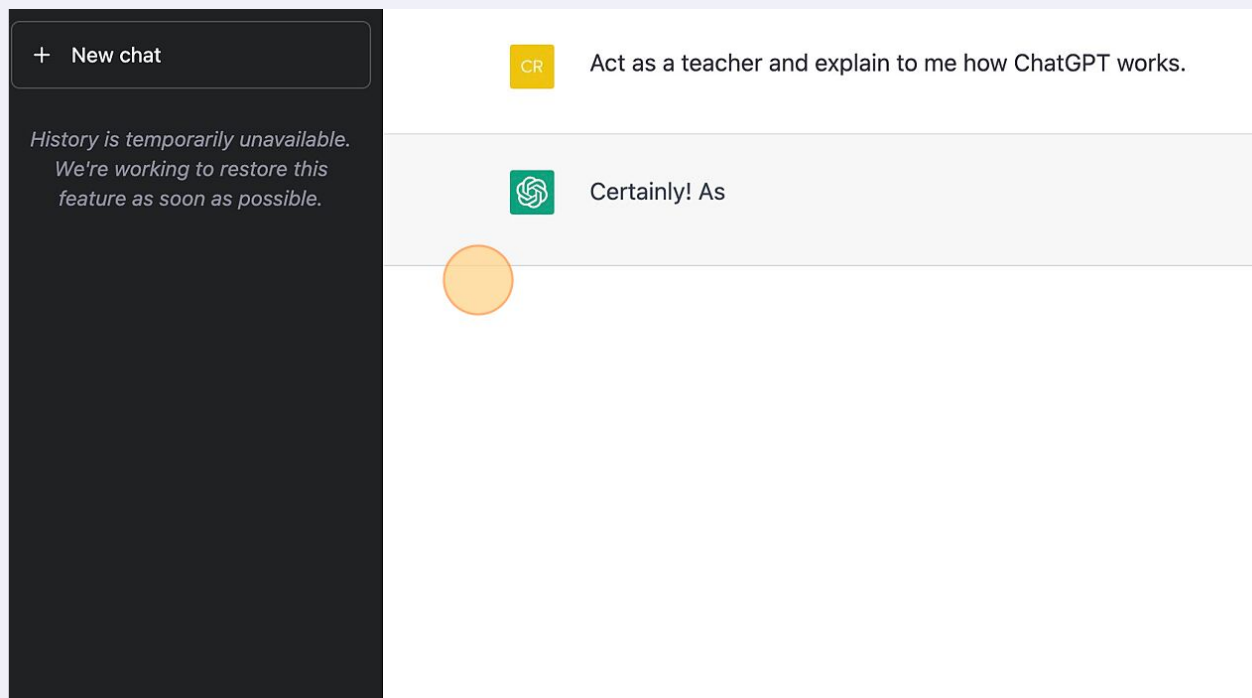 + New chat
History is temporarily unavailable.
We're working to restore this
feature as soon as possible.
CR
Act as a teacher and explain to me how ChatGPT works.
Certainly! As